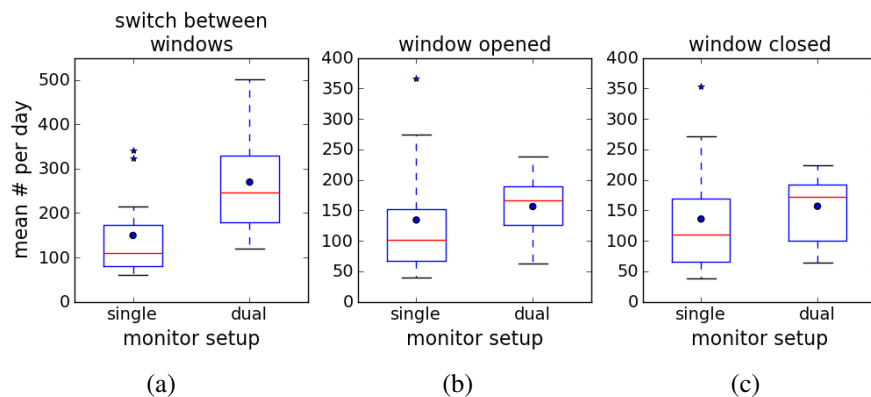 switch between
windows
window opened
window closed
mean # per day
500
400
300
200
100
0
400
350
300
250
200
150
100
50
0
400
350
300
250
200
150
100
50
0
single dual
single dual
single dual
monitor setup
monitor setup
monitor setup
(a)
(b)
(c)